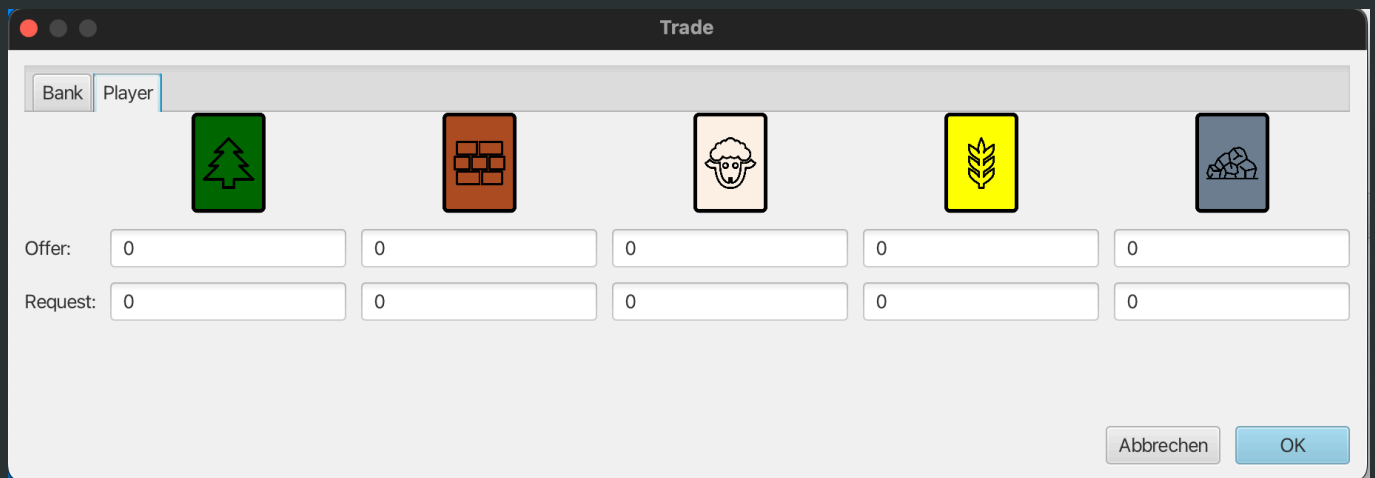 Trade
Bank Player
Offer: 0 0 0 0 0
Request: 0 0 0 0 0
Abbrechen OK